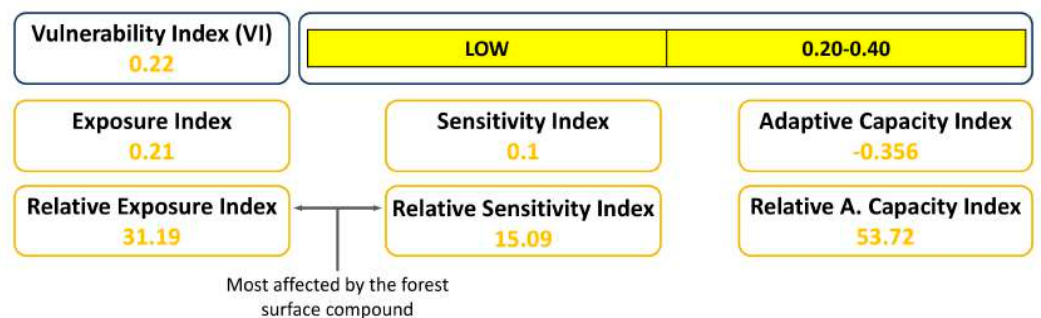 Vulnerability Index (VI)
0.22
LOW
0.20-0.40
Exposure Index
0.21
Sensitivity Index
0.1
Adaptive Capacity Index
-0.356
Relative Exposure Index
31.19
Relative Sensitivity Index
15.09
Relative A. Capacity Index
53.72
Most affected by the forest
surface compound